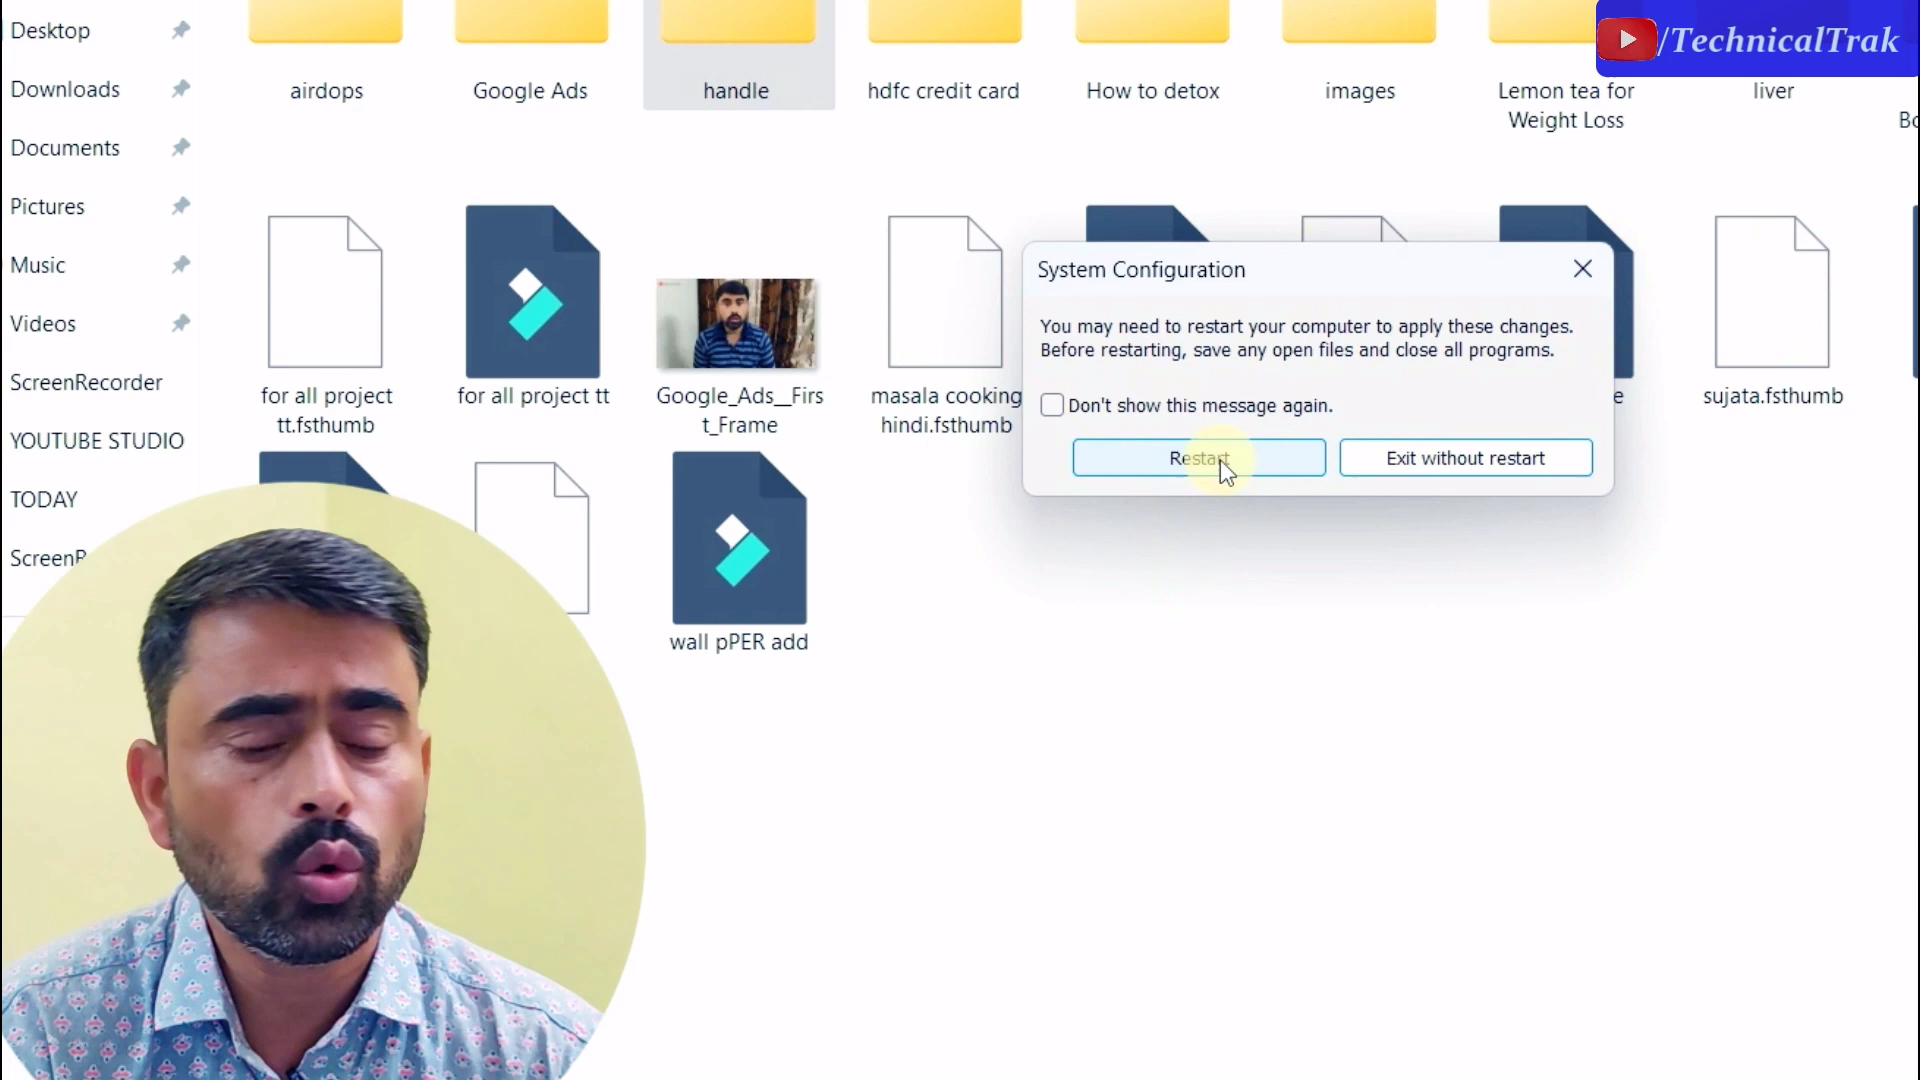 /TechnicalTrak
Desktop
Downloads
Documents
Pictures
Music
Videos
ScreenRecorder
YOUTUBE STUDIO
TODAY
airdops
Google Ads
handle
hdfc credit card
How to detox
images
Lemon tea for
Weight Loss
liver
for all project
tt.fsthumb
for all project tt
Google_Ads__Firs
t_Frame
masala cooking
hindi.fsthumb
sujata.fsthumb
wall pPER add
System Configuration
You may need to restart your computer to apply these changes.
Before restarting, save any open files and close all programs.
Don't show this message again.
Restart
Exit without restart